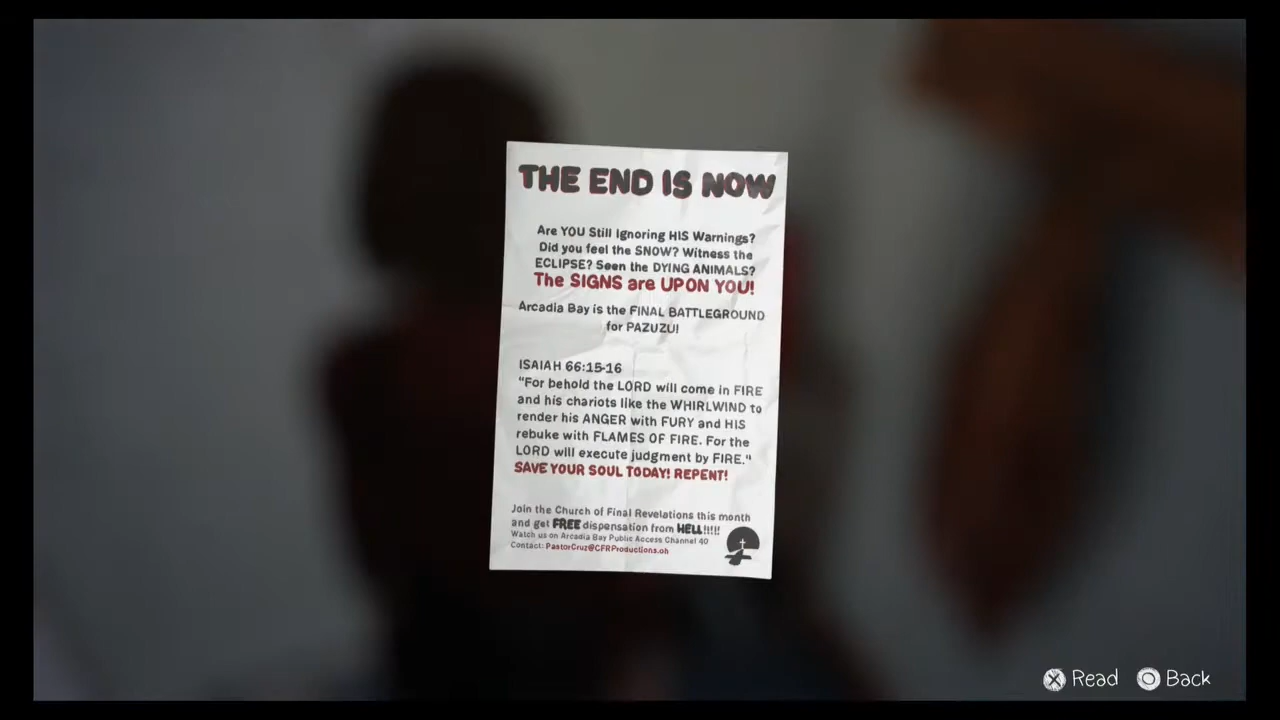 THE END IS NOW
Are YOU Still Ignoring HIS Warnings?
Did you feel the SNOW? Witness the
ECLIPSE? Seen the DYING ANIMALS?
The SIGNS are UPON YOU!
Arcadia Bay is the FINAL BATTLEGROUND
for PAZUZU!
ISAIAH 66:15-16
"For behold the LORD will come in FIRE
and his chariots like the WHIRLWIND to
render his ANGER with FURY and HIS
rebuke with FLAMES OF FIRE. For the
LORD will execute judgment by FIRE."
SAVE YOUR SOUL TODAY! REPENT!
Join the Church of Final Revelations this month
and get FREE dispensation from HELL!!!!!
Watch us on Arcadia Bay Public Access Channel 40
Contact: PastorCruz@CFRProductions.oh
Read
Back